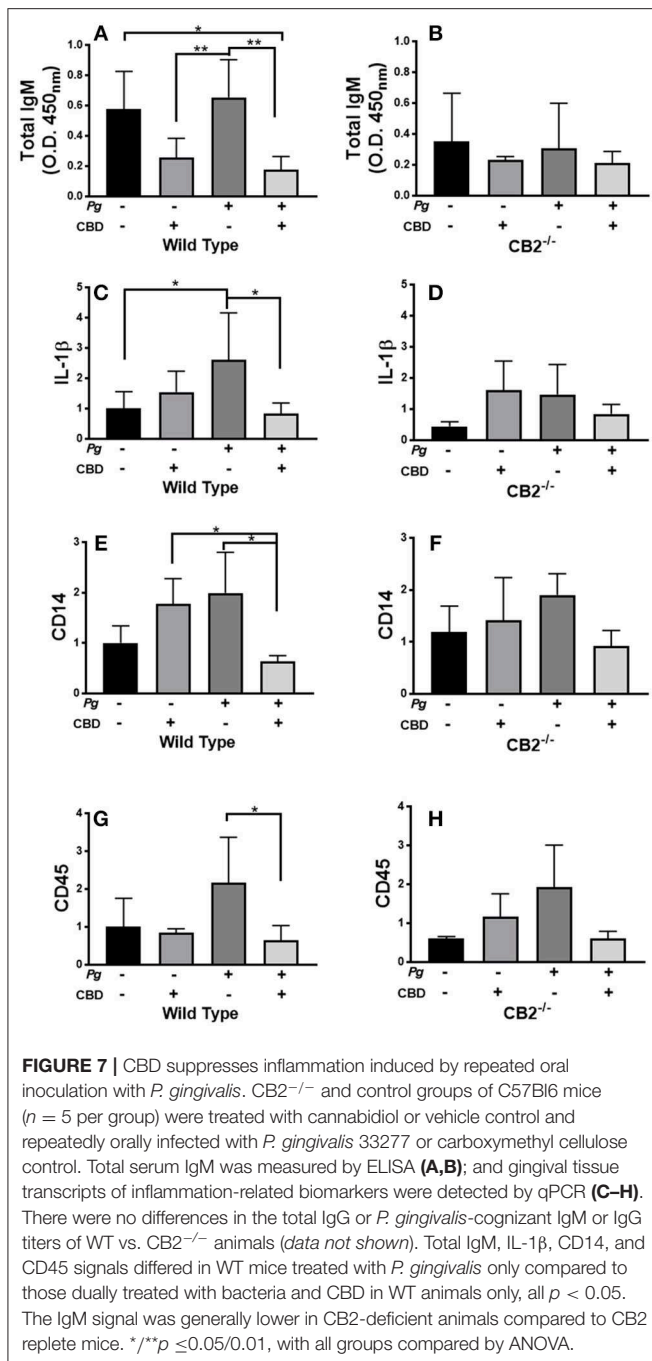 A
*
**
**
Total IgM
(O.D. 450nm)
1.0
0.8
0.6
0.4
0.2
0.0
Pg - - + +
CBD - + - +
Wild Type
B
Total IgM
(O.D. 450nm)
1.0
0.8
0.6
0.4
0.2
0.0
Pg - - + +
CBD - + - +
CB2-/-
C
*
*
IL-1β
5
4
3
2
1
0
Pg - - + +
CBD - + - +
Wild Type
D
IL-1β
5
4
3
2
1
0
Pg - - + +
CBD - + - +
CB2-/-
E
*
*
CD14
3
2
1
0
Pg - - + +
CBD - + - +
Wild Type
F
CD14
3
2
1
0
Pg - - + +
CBD - + - +
CB2-/-
G
*
CD45
4
3
2
1
0
Pg - - + +
CBD - + - +
Wild Type
H
CD45
4
3
2
1
0
Pg - - + +
CBD - + - +
CB2-/-
FIGURE 7 | CBD suppresses inflammation induced by repeated oral
inoculation with P. gingivalis. CB2−/− and control groups of C57Bl6 mice
(n = 5 per group) were treated with cannabidiol or vehicle control and
repeatedly orally infected with P. gingivalis 33277 or carboxymethyl cellulose
control. Total serum IgM was measured by ELISA (A,B); and gingival tissue
transcripts of inflammation-related biomarkers were detected by qPCR (C–H).
There were no differences in the total IgG or P. gingivalis-cognizant IgM or IgG
titers of WT vs. CB2−/− animals (data not shown). Total IgM, IL-1β, CD14, and
CD45 signals differed in WT mice treated with P. gingivalis only compared to
those dually treated with bacteria and CBD in WT animals only, all p < 0.05.
The IgM signal was generally lower in CB2-deficient animals compared to CB2
replete mice. */**p ≤0.05/0.01, with all groups compared by ANOVA.